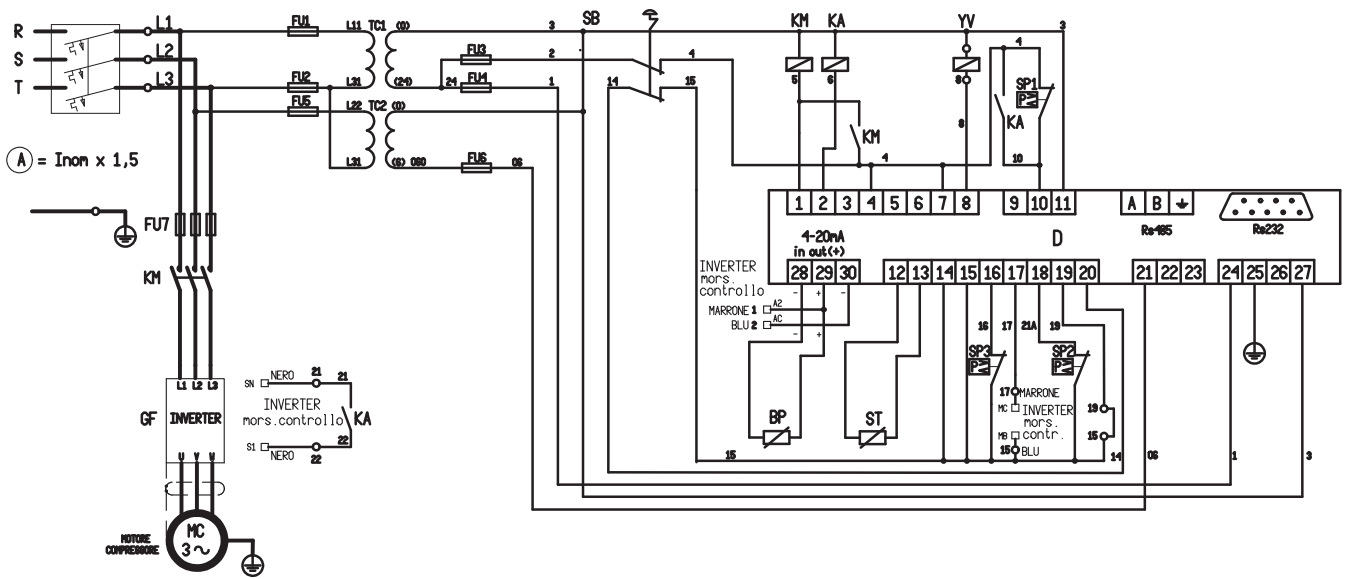 R
S
T
L1
L2
L3
FU1
FU2
FU5
L11 TC1 (0)
L31 (24)
L22 TC2 (0)
L31 (6) 060
3
SB
FU3
2
24 FU4 1
FU6 06
4
14 15
KM KA YV 3
5 6 8
KM
4
8
4
SP1
P
KA
10
A = Inom x 1,5
FU7
KM
1 2 3 4 5 6 7 8 9 10 11 A B
Rs485
Rs232
D
4-20mA
in out(+)
28 29 30 12 13 14 15 16 17 18 19 20 21 22 23 24 25 26 27
INVERTER
mors.
controllo
MARRONE 1 A2
BLU 2 AC
- + -
- +
16 17 21A 19
SP3
P
SP2
P
17 MARRONE
MC INVERTER
mors.
contr.
MB
15 BLU
19
15
BP
ST
15
14
06
1
3
L1 L2 L3
GF INVERTER
U V W
SN NERO 21 21
INVERTER
mors.controllo KA
S1 NERO 22 22
MOTORE
COMPRESSORE
MC
3 ~